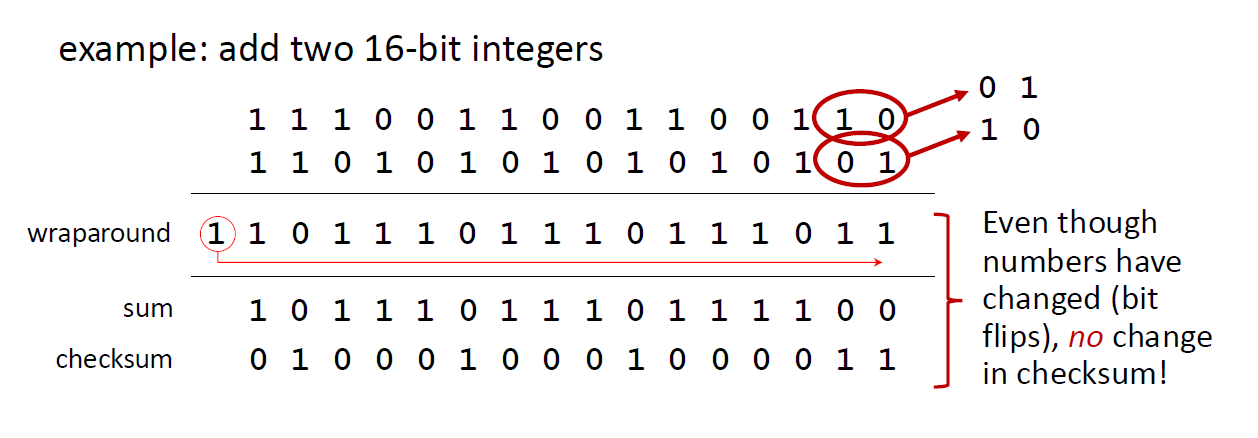 example: add two 16-bit integers
1 1 1 0 0 1 1 0 0 1 1 0 0 1 1 0
0 1
1 1 0 1 0 1 0 1 0 1 0 1 0 1 0 1
1 0
wraparound 1 1 0 1 1 1 0 1 1 1 0 1 1 1 0 1 1
sum 1 0 1 1 1 0 1 1 1 0 1 1 1 1 0 0
checksum 0 1 0 0 0 1 0 0 0 1 0 0 0 0 1 1
Even though
numbers have
changed (bit
flips), no change
in checksum!